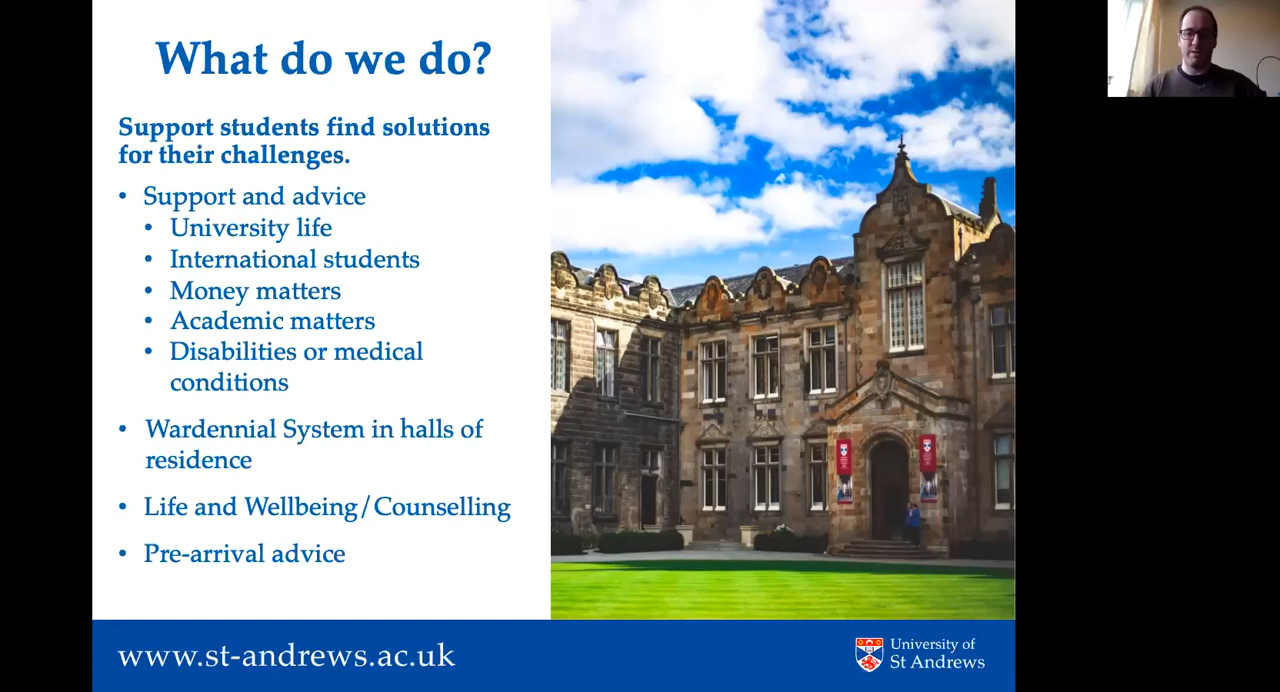 What do we do?
Support students find solutions
for their challenges.
• Support and advice
• University life
• International students
• Money matters
• Academic matters
• Disabilities or medical
conditions
• Wardennial System in halls of
residence
• Life and Wellbeing/Counselling
• Pre-arrival advice
www.st-andrews.ac.uk
University of
St Andrews